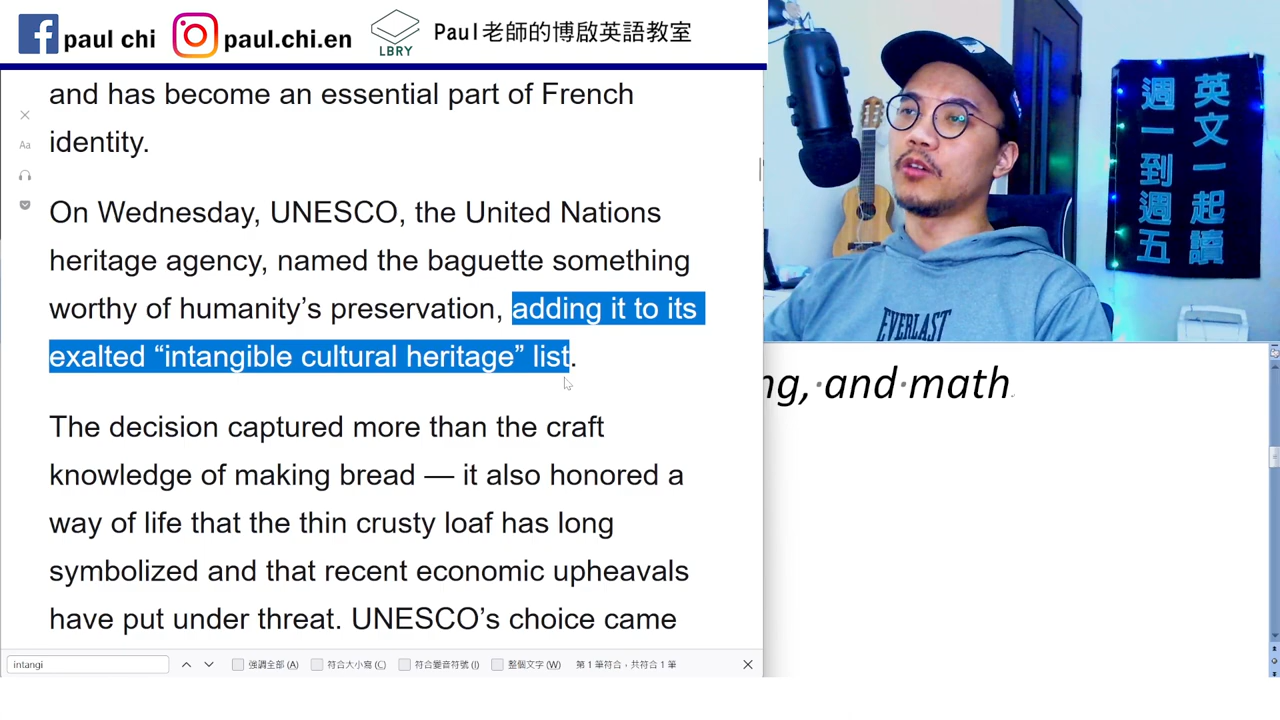 paul chi
paul.chi.en
LBRY
Paul老師的博啟英語教室
and has become an essential part of French
identity.
Aa
On Wednesday, UNESCO, the United Nations
heritage agency, named the baguette something
worthy of humanity’s preservation, adding it to its
exalted “intangible cultural heritage” list.
The decision captured more than the craft
knowledge of making bread — it also honored a
way of life that the thin crusty loaf has long
symbolized and that recent economic upheavals
have put under threat. UNESCO’s choice came
intangi
強調全部 (A)
符合大小寫 (C)
符合變音符號 (I)
整個文字 (W)
第 1 筆符合，共符合 1 筆
英文一起讀
週一到週五
EVERLAST
ng, and math